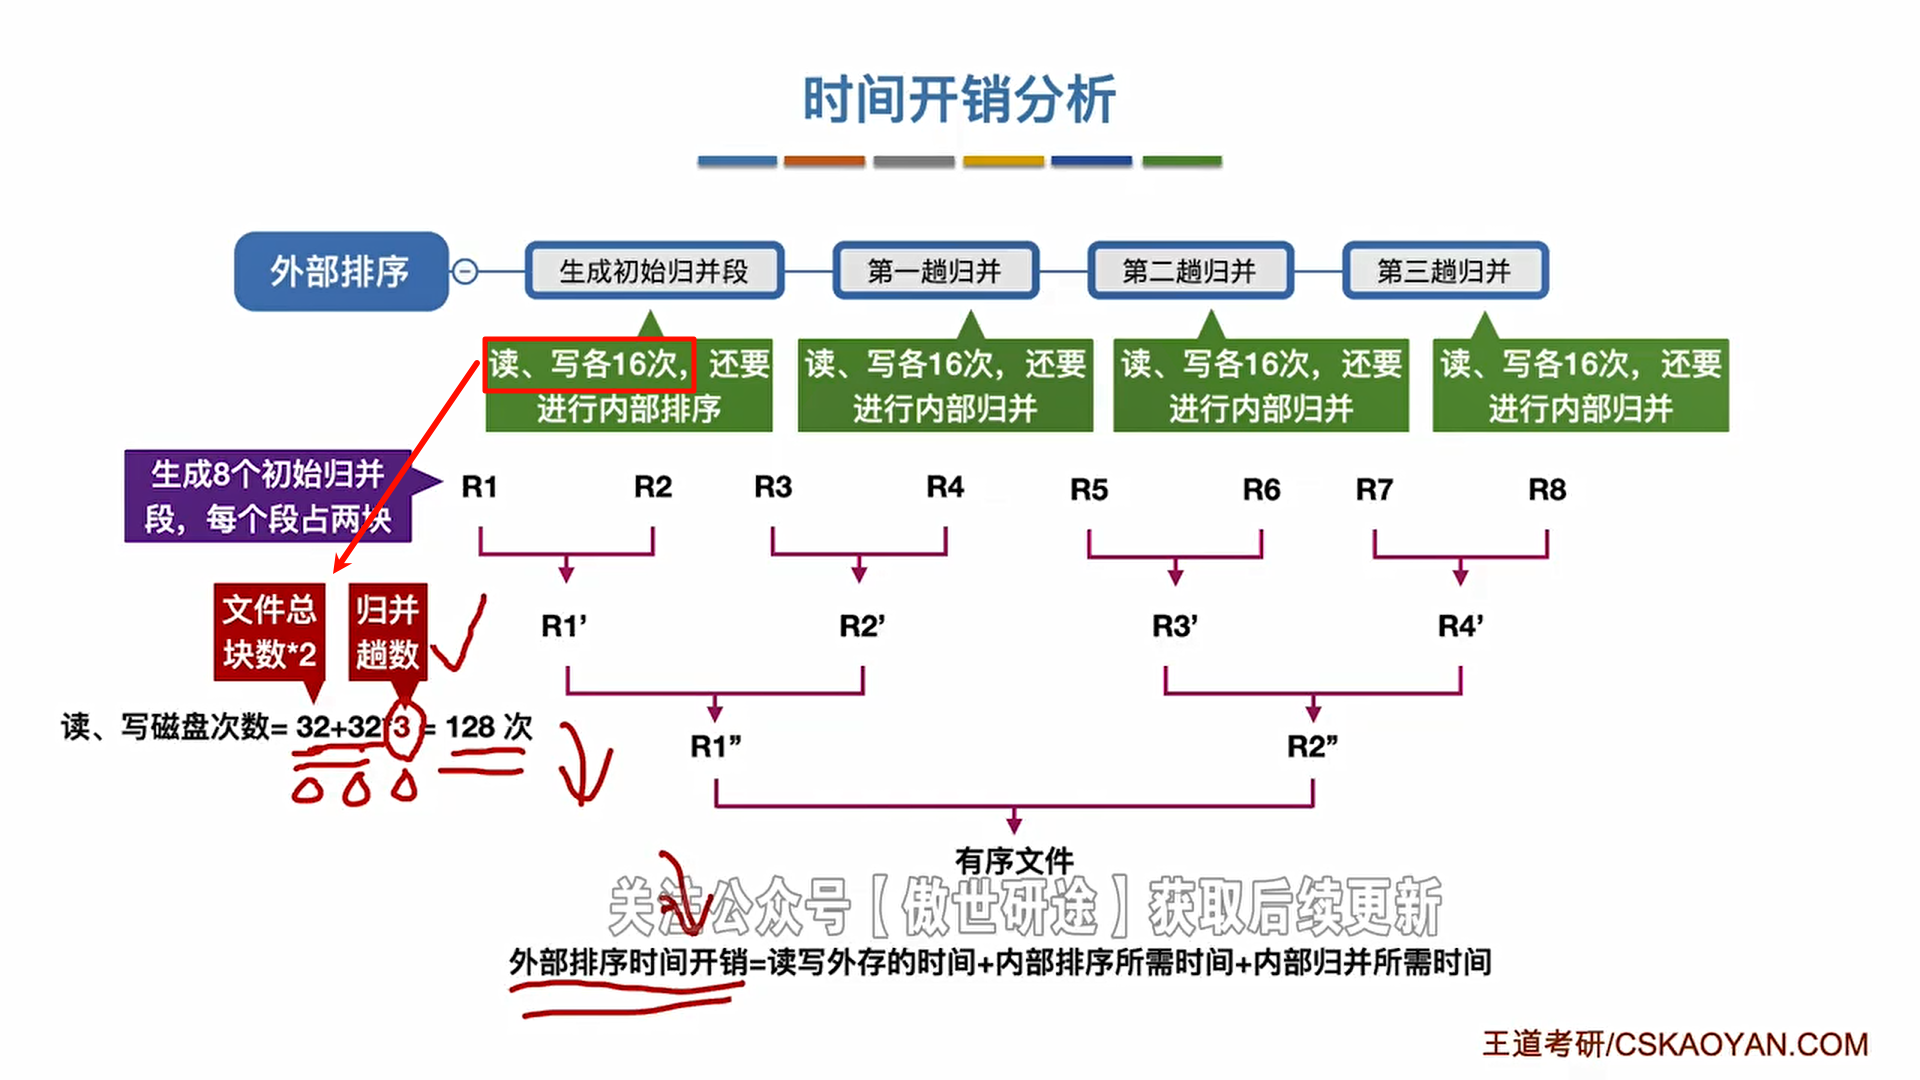 时间开销分析
外部排序
生成初始归并段
第一趟归并
第二趟归并
第三趟归并
读、写各16次，还要
进行内部排序
读、写各16次，还要
进行内部归并
读、写各16次，还要
进行内部归并
读、写各16次，还要
进行内部归并
生成8个初始归并
段，每个段占两块
R1 R2 R3 R4 R5 R6 R7 R8
文件总
块数*2
归并
趟数
R1’ R2’ R3’ R4’
读、写磁盘次数= 32+32*3 = 128 次
R1” R2”
有序文件
关注公众号【傲世研途】获取后续更新
外部排序时间开销=读写外存的时间+内部排序所需时间+内部归并所需时间
王道考研/CSKAOYAN.COM